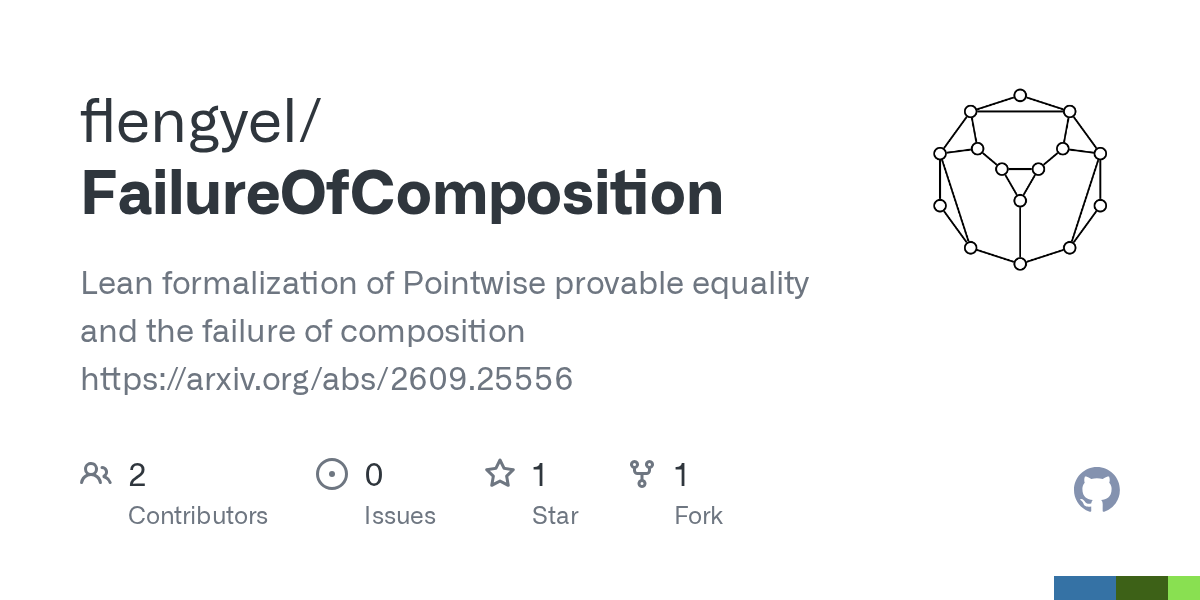 flengyel/
FailureOfComposition
Lean formalization of Pointwise provable equality
and the failure of composition
https://arxiv.org/abs/2609.25556
2
Contributors
0
Issues
1
Star
1
Fork